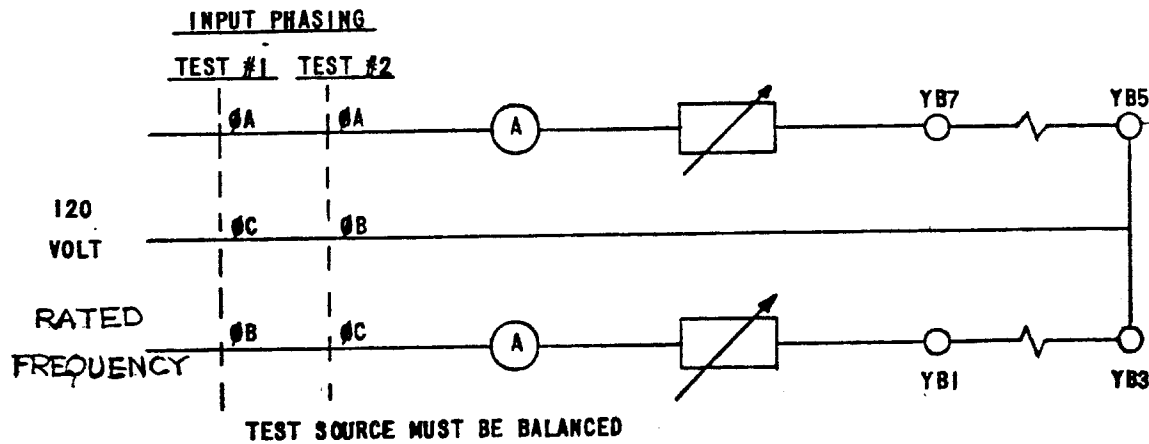 INPUT PHASING
TEST #1 TEST #2
ØA ØA A YB7 YB5
120
VOLT
ØC ØB
RATED
FREQUENCY
ØB ØC A YB1 YB3
TEST SOURCE MUST BE BALANCED